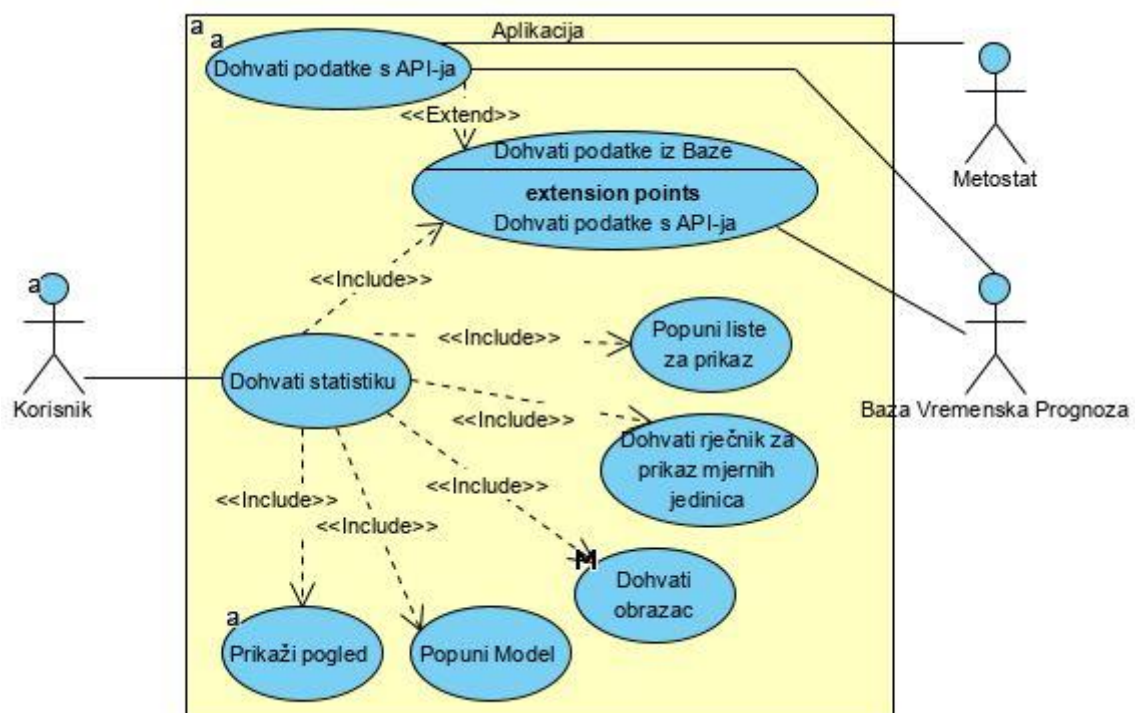 a
a
Aplikacija
Dohvati podatke s API-ja
<<Extend>>
Dohvati podatke iz Baze
extension points
Dohvati podatke s API-ja
Metostat
<<Include>>
a
Korisnik
Dohvati statistiku
<<Include>>
Popuni liste
za prikaz
Baza Vremenska Prognoza
<<Include>>
Dohvati rječnik za
prikaz mjernih
jedinica
<<Include>>
<<Include>>
<<Include>>
M
Dohvati
obrazac
a
Prikaži pogled
Popuni Model